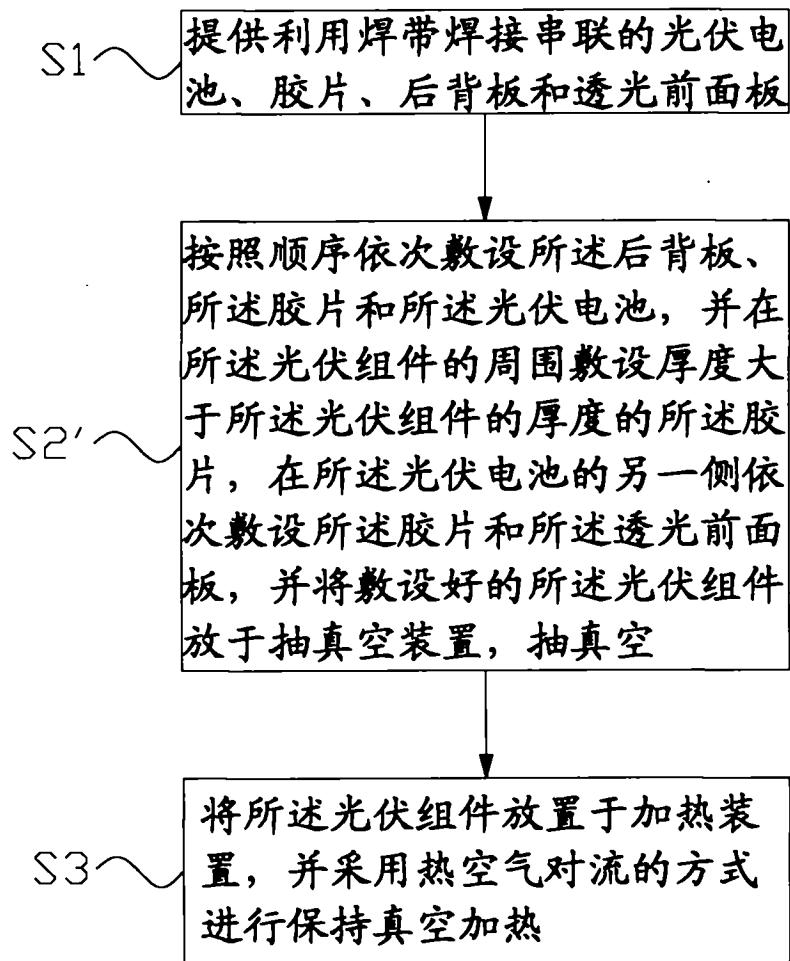 S1
提供利用焊带焊接串联的光伏电
池、胶片、后背板和透光前面板
S2'
按照顺序依次敷设所述后背板、
所述胶片和所述光伏电池，并在
所述光伏组件的周围敷设厚度大
于所述光伏组件的厚度的所述胶
片，在所述光伏电池的另一侧依
次敷设所述胶片和所述透光前面
板，并将敷设好的所述光伏组件
放于抽真空装置，抽真空
S3
将所述光伏组件放置于加热装
置，并采用热空气对流的方式
进行保持真空加热